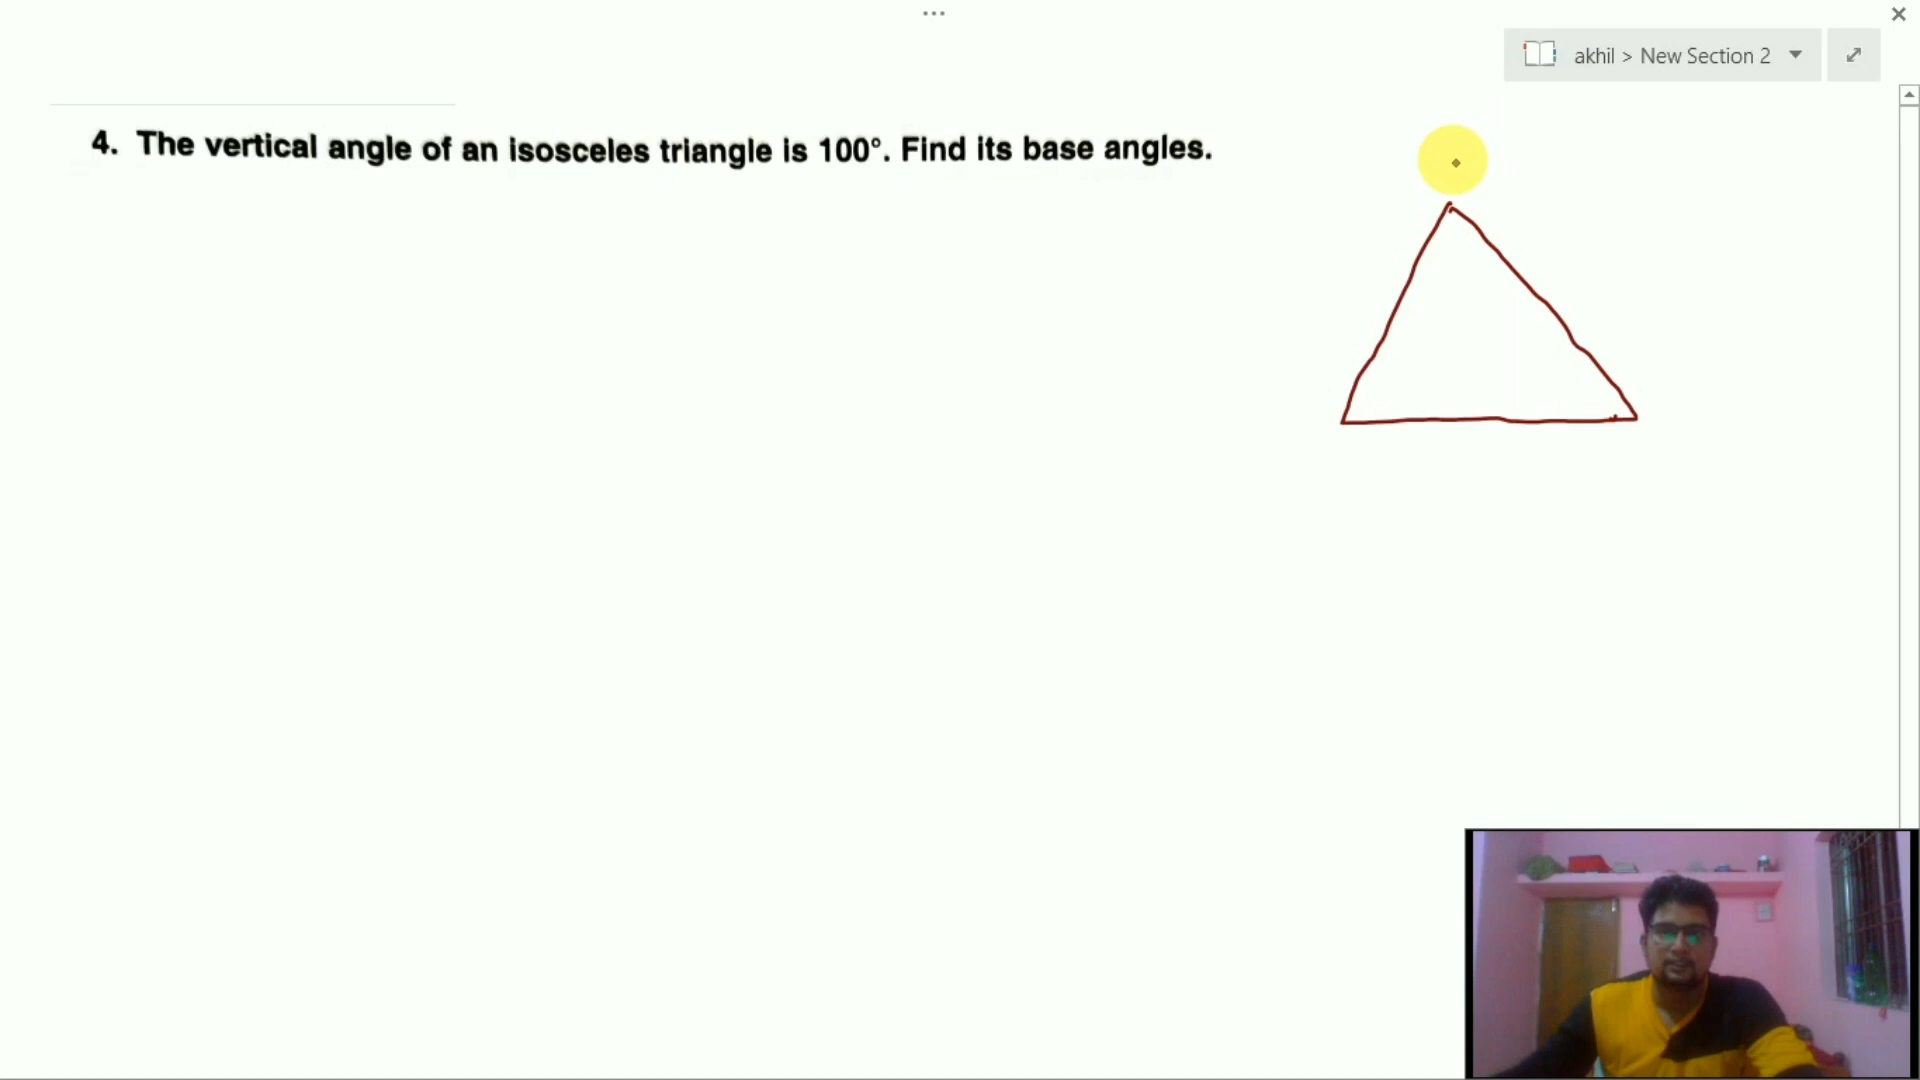 akhil > New Section 2
4. The vertical angle of an isosceles triangle is 100°. Find its base angles.